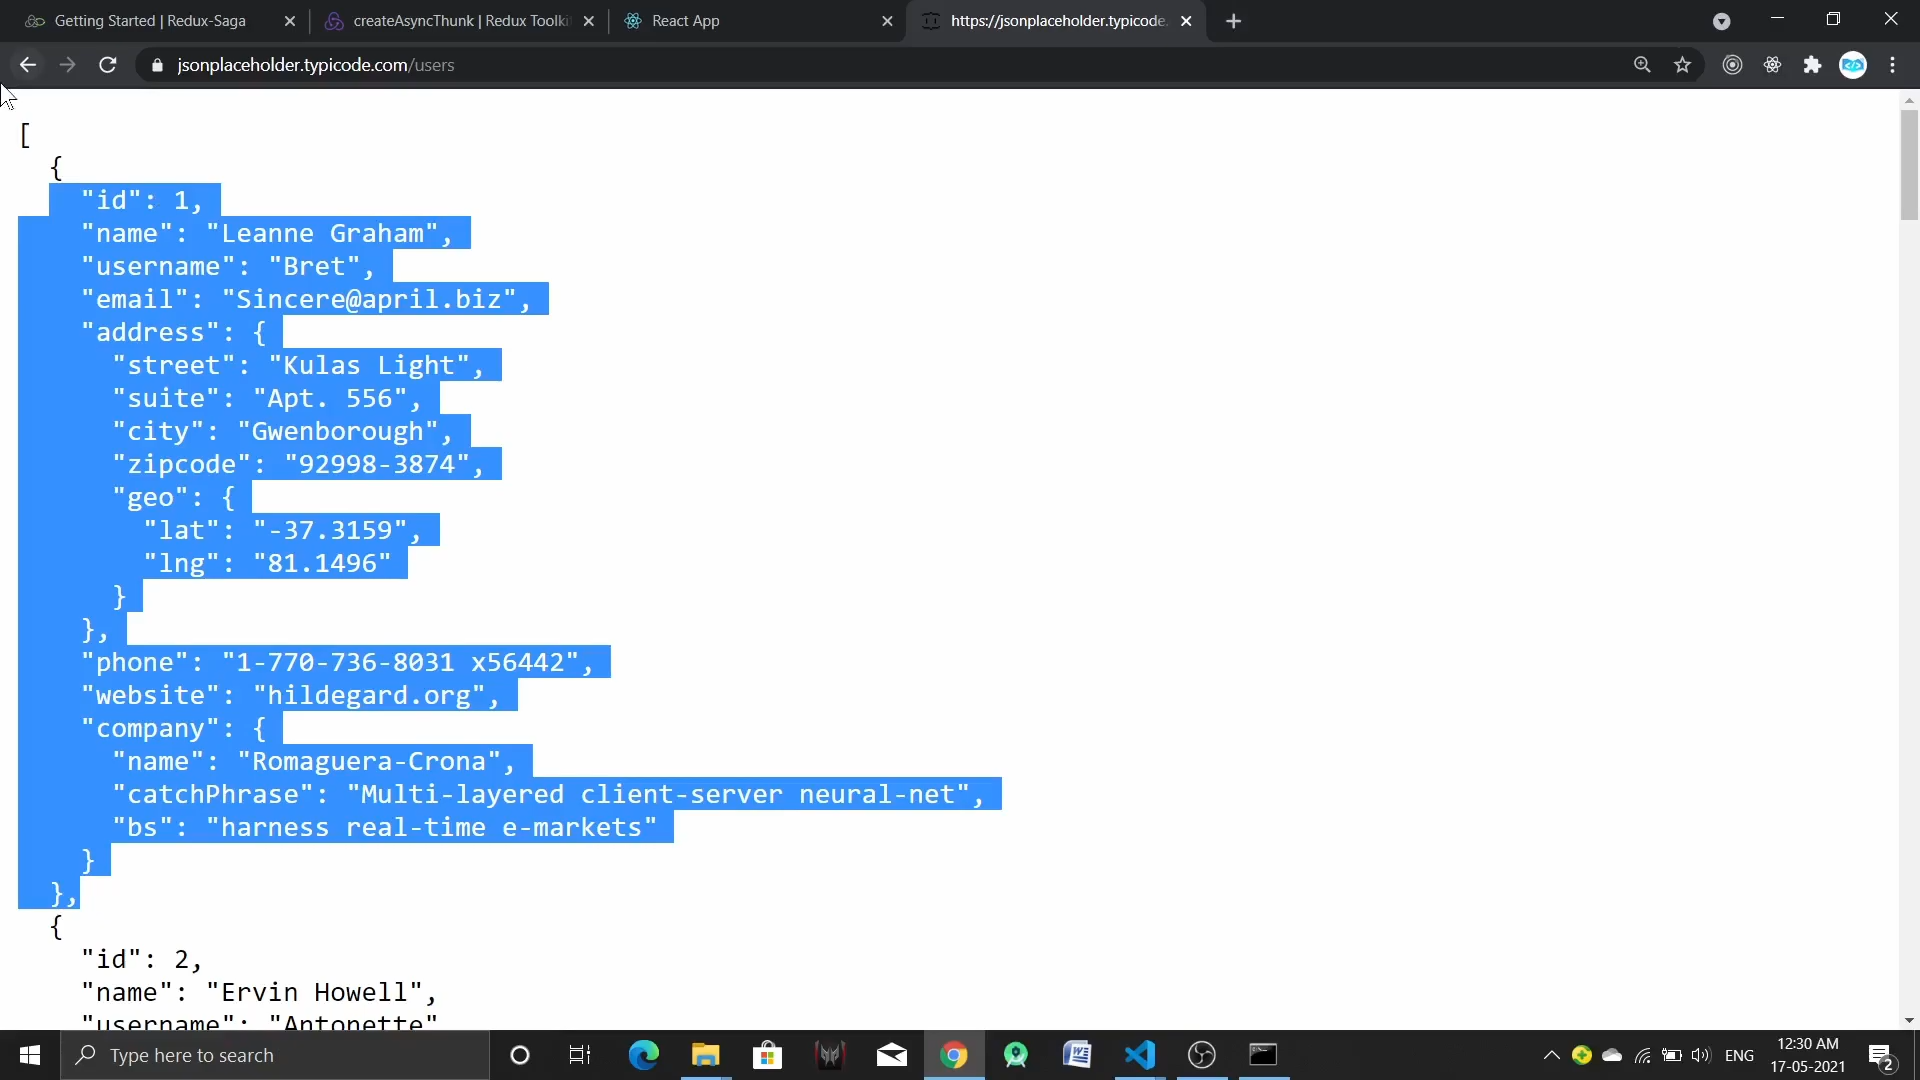 Getting Started | Redux-Saga
createAsyncThunk | Redux Toolki
React App
https://jsonplaceholder.typicode.
jsonplaceholder.typicode.com/users
[
{
"id": 1,
"name": "Leanne Graham",
"username": "Bret",
"email": "Sincere@april.biz",
"address": {
"street": "Kulas Light",
"suite": "Apt. 556",
"city": "Gwenborough",
"zipcode": "92998-3874",
"geo": {
"lat": "-37.3159",
"lng": "81.1496"
}
},
"phone": "1-770-736-8031 x56442",
"website": "hildegard.org",
"company": {
"name": "Romaguera-Crona",
"catchPhrase": "Multi-layered client-server neural-net",
"bs": "harness real-time e-markets"
}
},
{
"id": 2,
"name": "Ervin Howell",
"username": "Antonette"
Type here to search
ENG
12:30 AM
17-05-2021
2